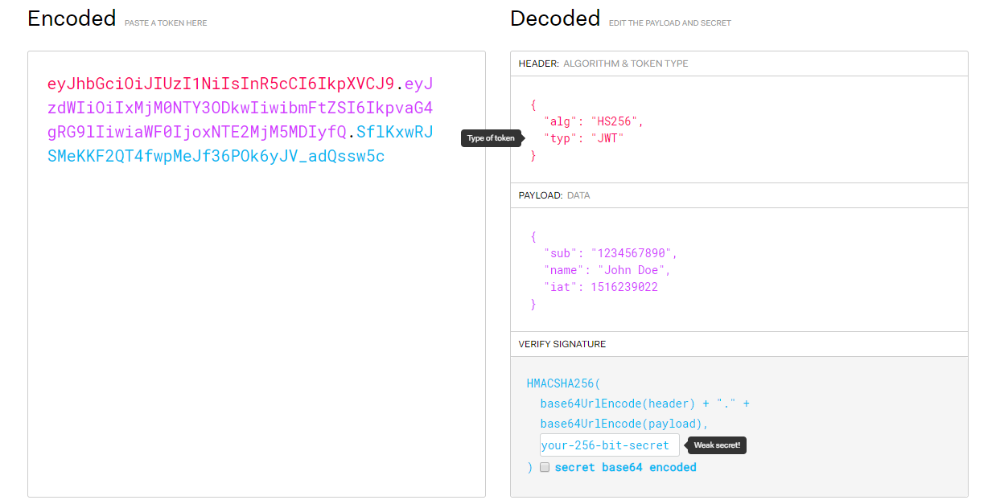 Encoded PASTE A TOKEN HERE
eyJhbGciOiJIUzI1NiIsInR5cCI6IkpXVCJ9.eyJ
zdWIiOiIxMjM0NTY3ODkwIiwibmFtZSI6IkpvaG4
gRG9lIiwiaWF0IjoxNTE2MjM5MDIyfQ.SflKxwRJ
SMeKKF2QT4fwpMeJf36POk6yJV_adQssw5c
Decoded EDIT THE PAYLOAD AND SECRET
HEADER: ALGORITHM & TOKEN TYPE
{
"alg": "HS256",
Type of token
"typ": "JWT"
}
PAYLOAD: DATA
{
"sub": "1234567890",
"name": "John Doe",
"iat": 1516239022
}
VERIFY SIGNATURE
HMACSHA256(
base64UrlEncode(header) + "." +
base64UrlEncode(payload),
your-256-bit-secret Weak secret!
) secret base64 encoded